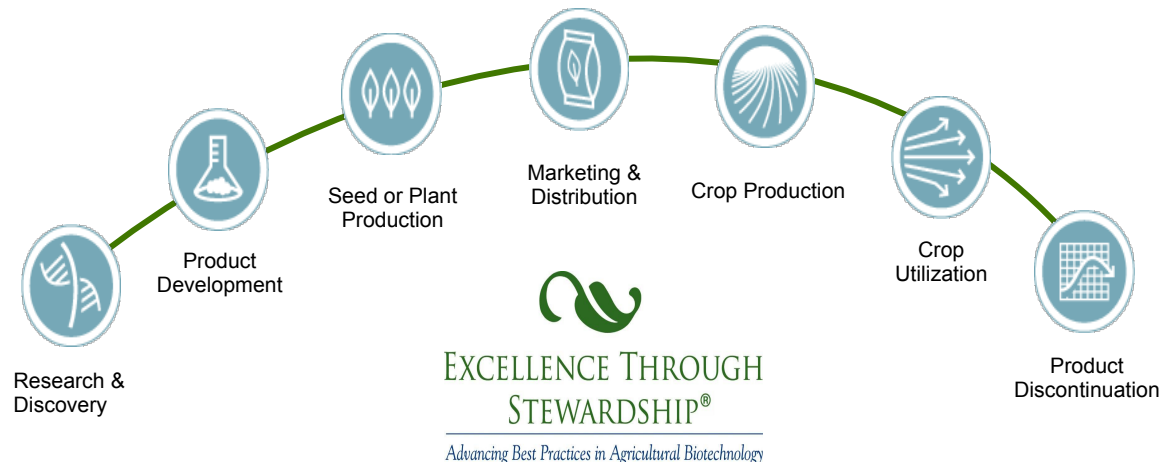 Research &
Discovery
Product
Development
Seed or Plant
Production
Marketing &
Distribution
Crop Production
Crop
Utilization
Product
Discontinuation
EXCELLENCE THROUGH
STEWARDSHIP®
Advancing Best Practices in Agricultural Biotechnology